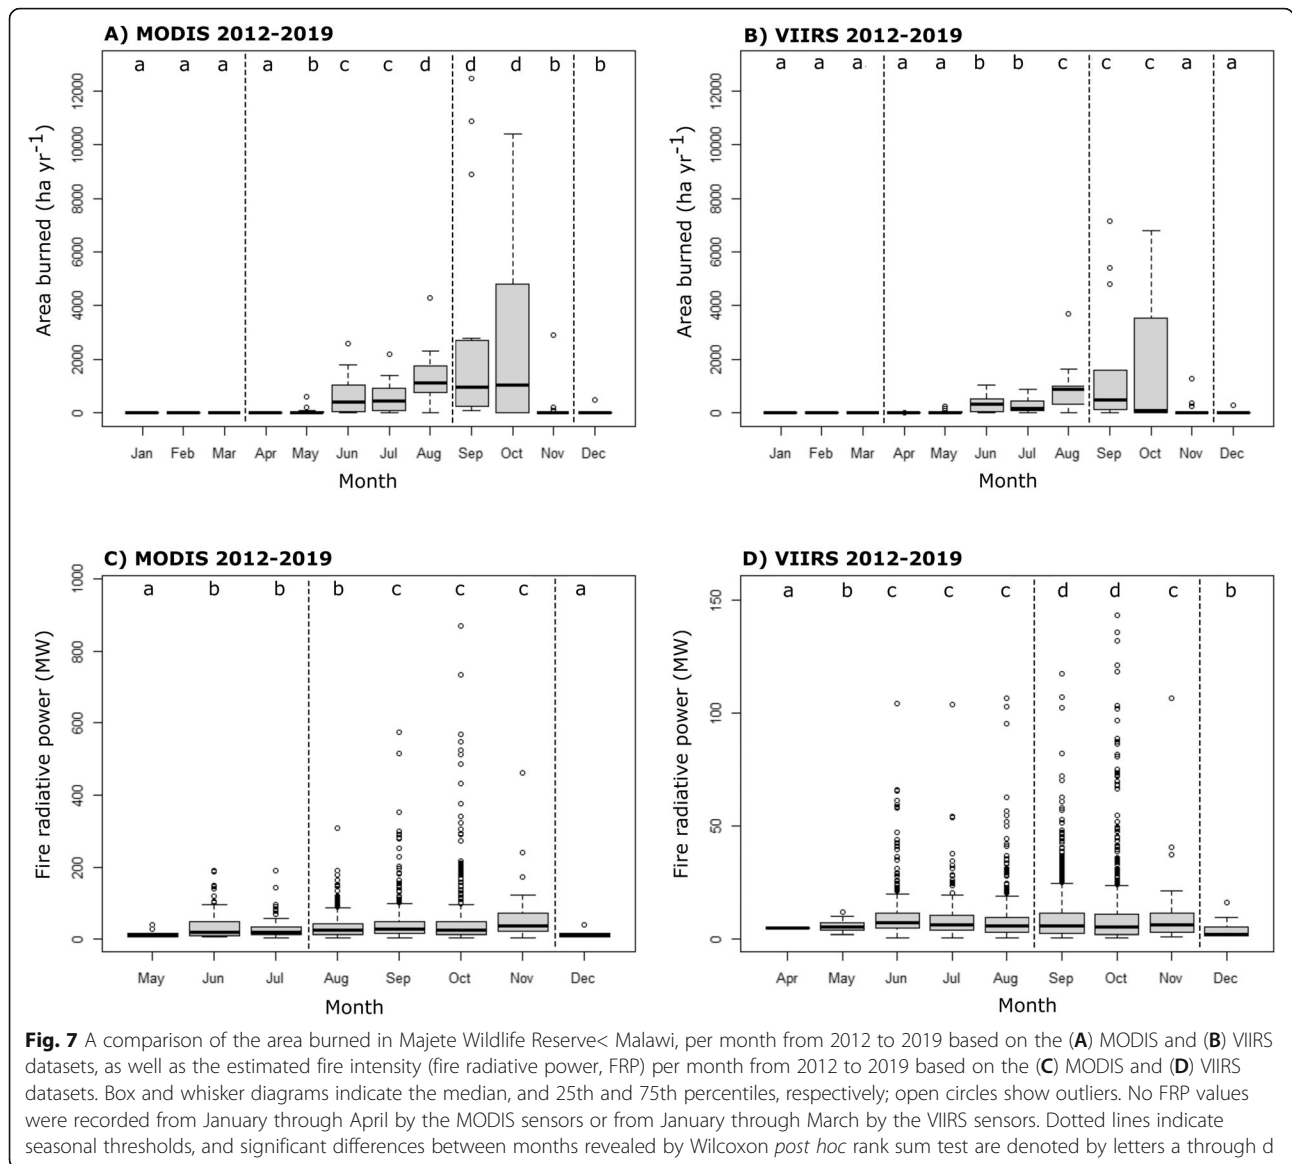 A) MODIS 2012-2019
a a a a b c c d d d b b
12000
10000
8000
6000
4000
2000
0
Area burned (ha yr-1)
Jan Feb Mar Apr May Jun Jul Aug Sep Oct Nov Dec
Month
B) VIIRS 2012-2019
a a a a a b b c c c a a
12000
10000
8000
6000
4000
2000
0
Area burned (ha yr-1)
Jan Feb Mar Apr May Jun Jul Aug Sep Oct Nov Dec
Month
C) MODIS 2012-2019
a b b b c c c a
1000
800
600
400
200
0
Fire radiative power (MW)
May Jun Jul Aug Sep Oct Nov Dec
Month
D) VIIRS 2012-2019
a b c c c d d c b
150
100
50
0
Fire radiative power (MW)
Apr May Jun Jul Aug Sep Oct Nov Dec
Month
Fig. 7 A comparison of the area burned in Majete Wildlife Reserve< Malawi, per month from 2012 to 2019 based on the (A) MODIS and (B) VIIRS
datasets, as well as the estimated fire intensity (fire radiative power, FRP) per month from 2012 to 2019 based on the (C) MODIS and (D) VIIRS
datasets. Box and whisker diagrams indicate the median, and 25th and 75th percentiles, respectively; open circles show outliers. No FRP values
were recorded from January through April by the MODIS sensors or from January through March by the VIIRS sensors. Dotted lines indicate
seasonal thresholds, and significant differences between months revealed by Wilcoxon post hoc rank sum test are denoted by letters a through d